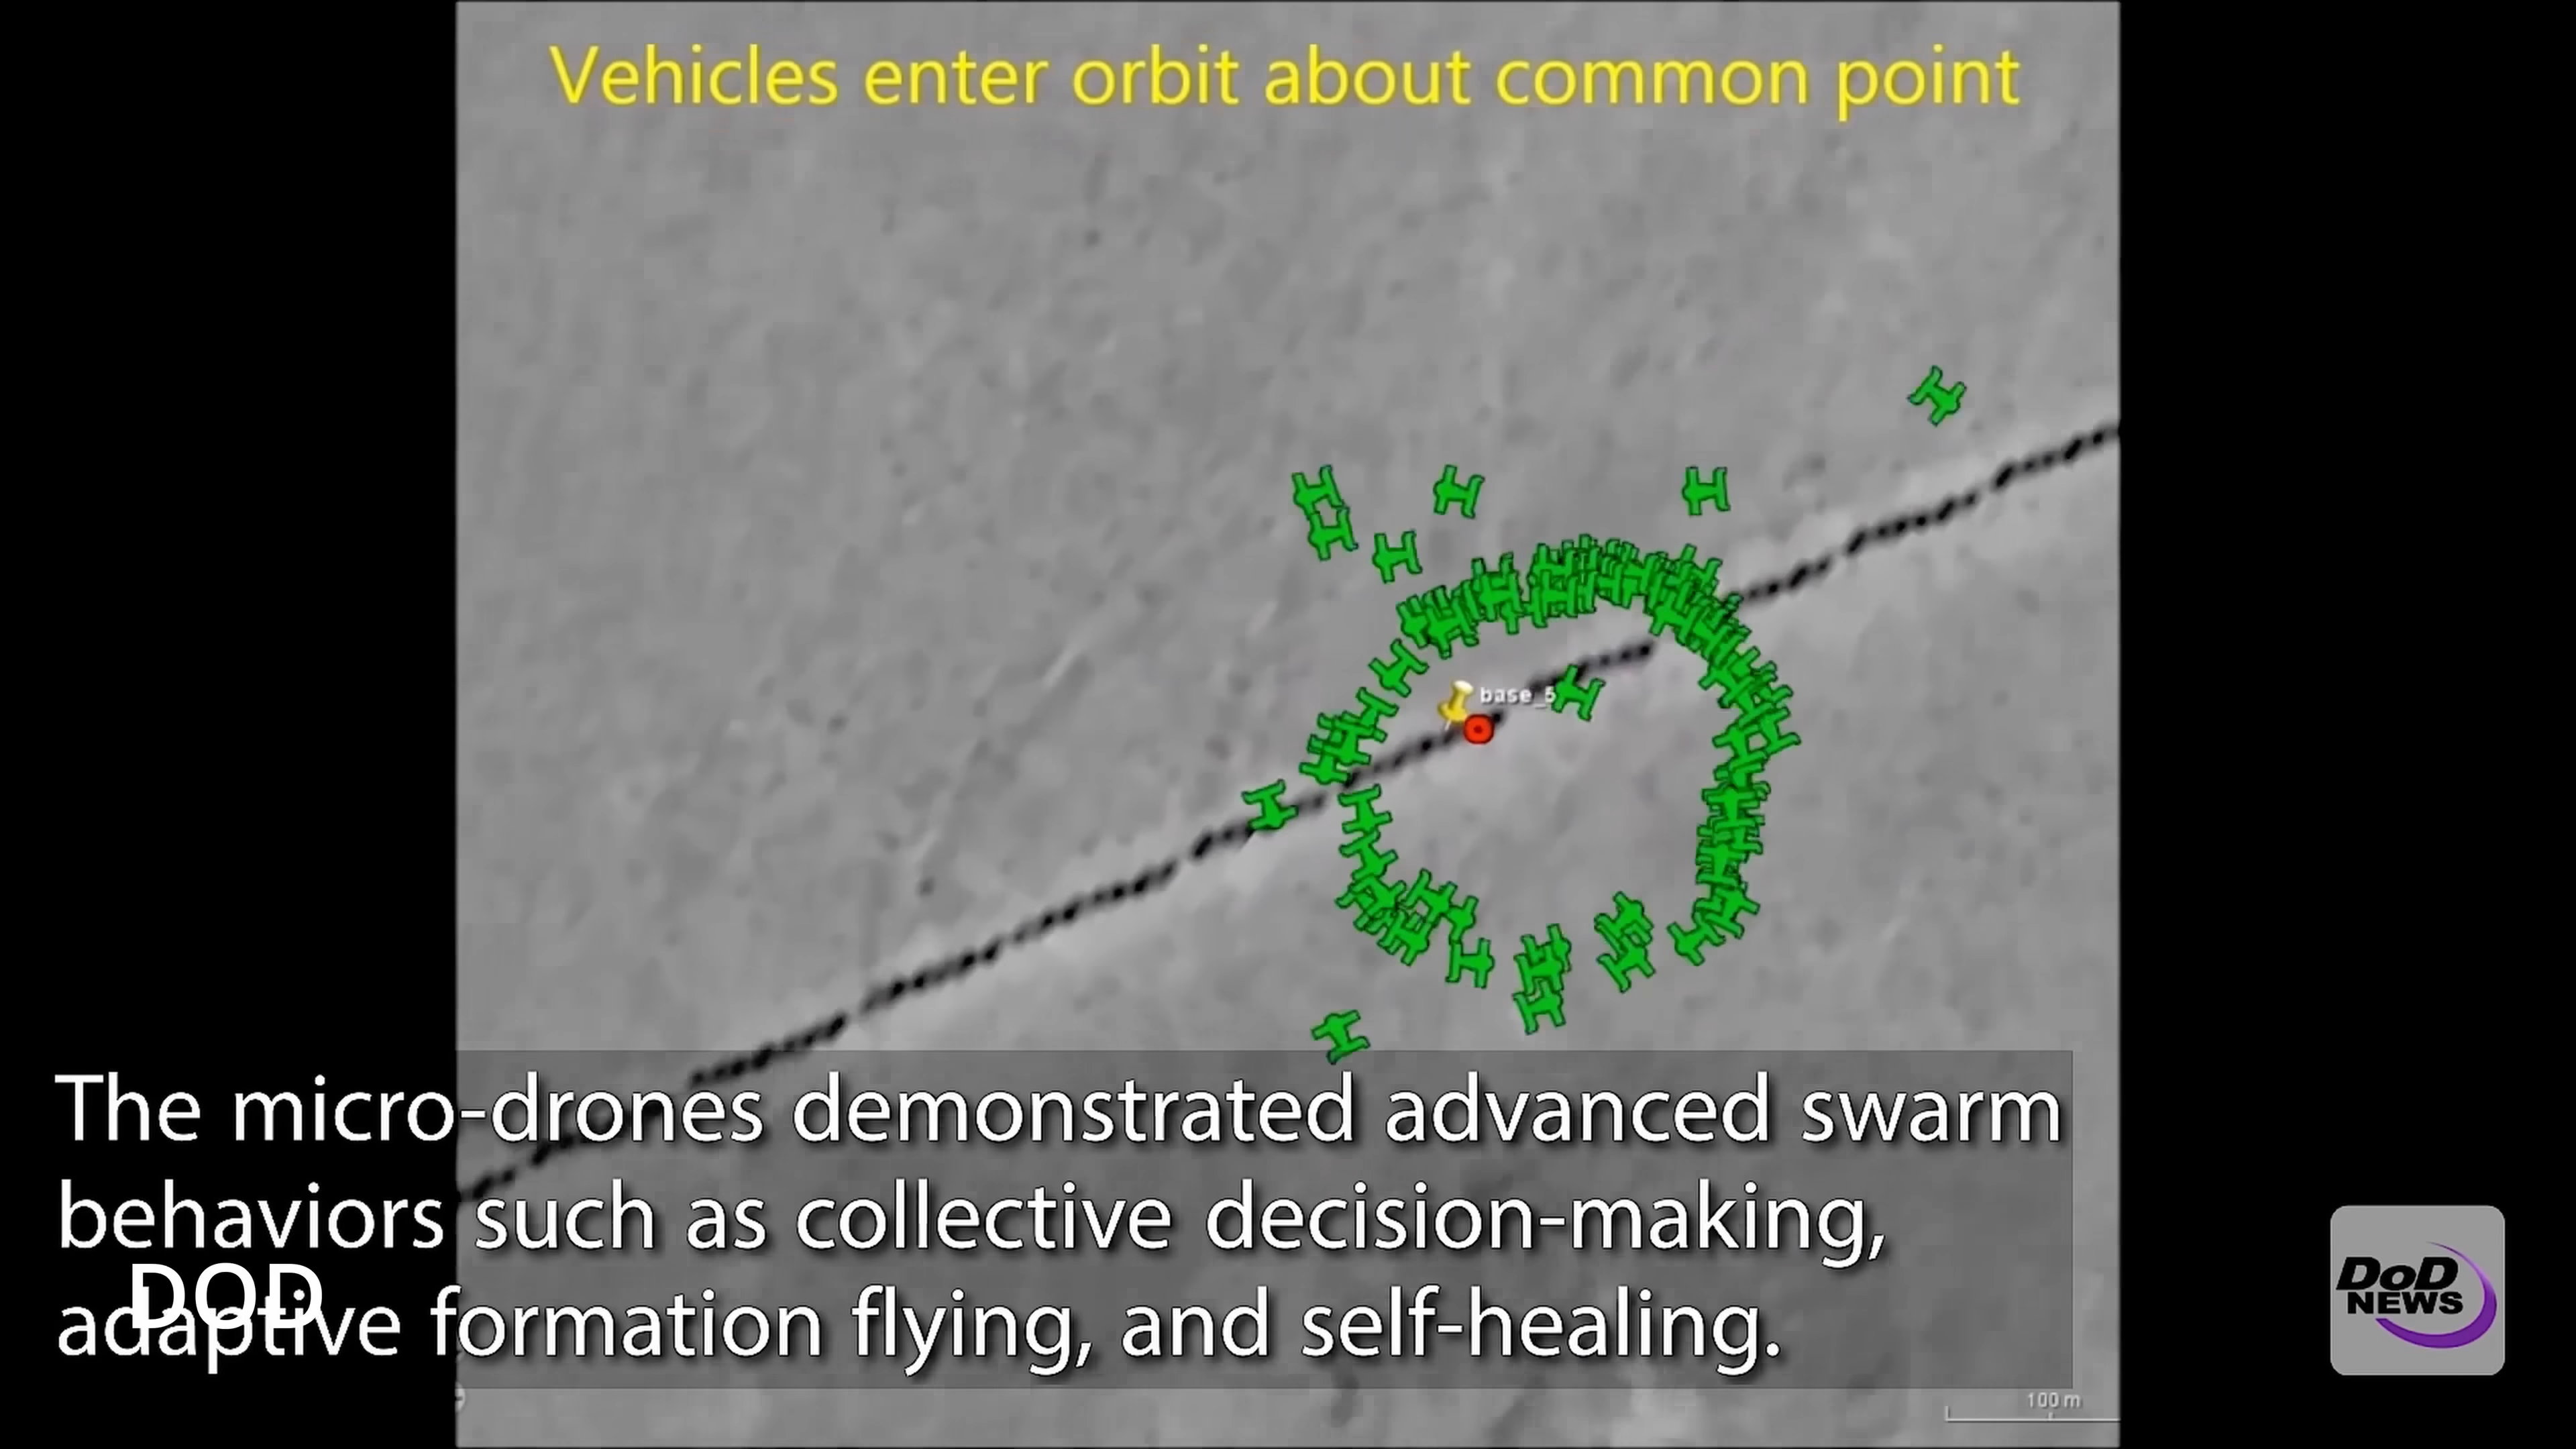 Vehicles enter orbit about common point
base_5
The micro-drones demonstrated advanced swarm
behaviors such as collective decision-making,
DOD
adaptive formation flying, and self-healing.
DoD
NEWS
100 m